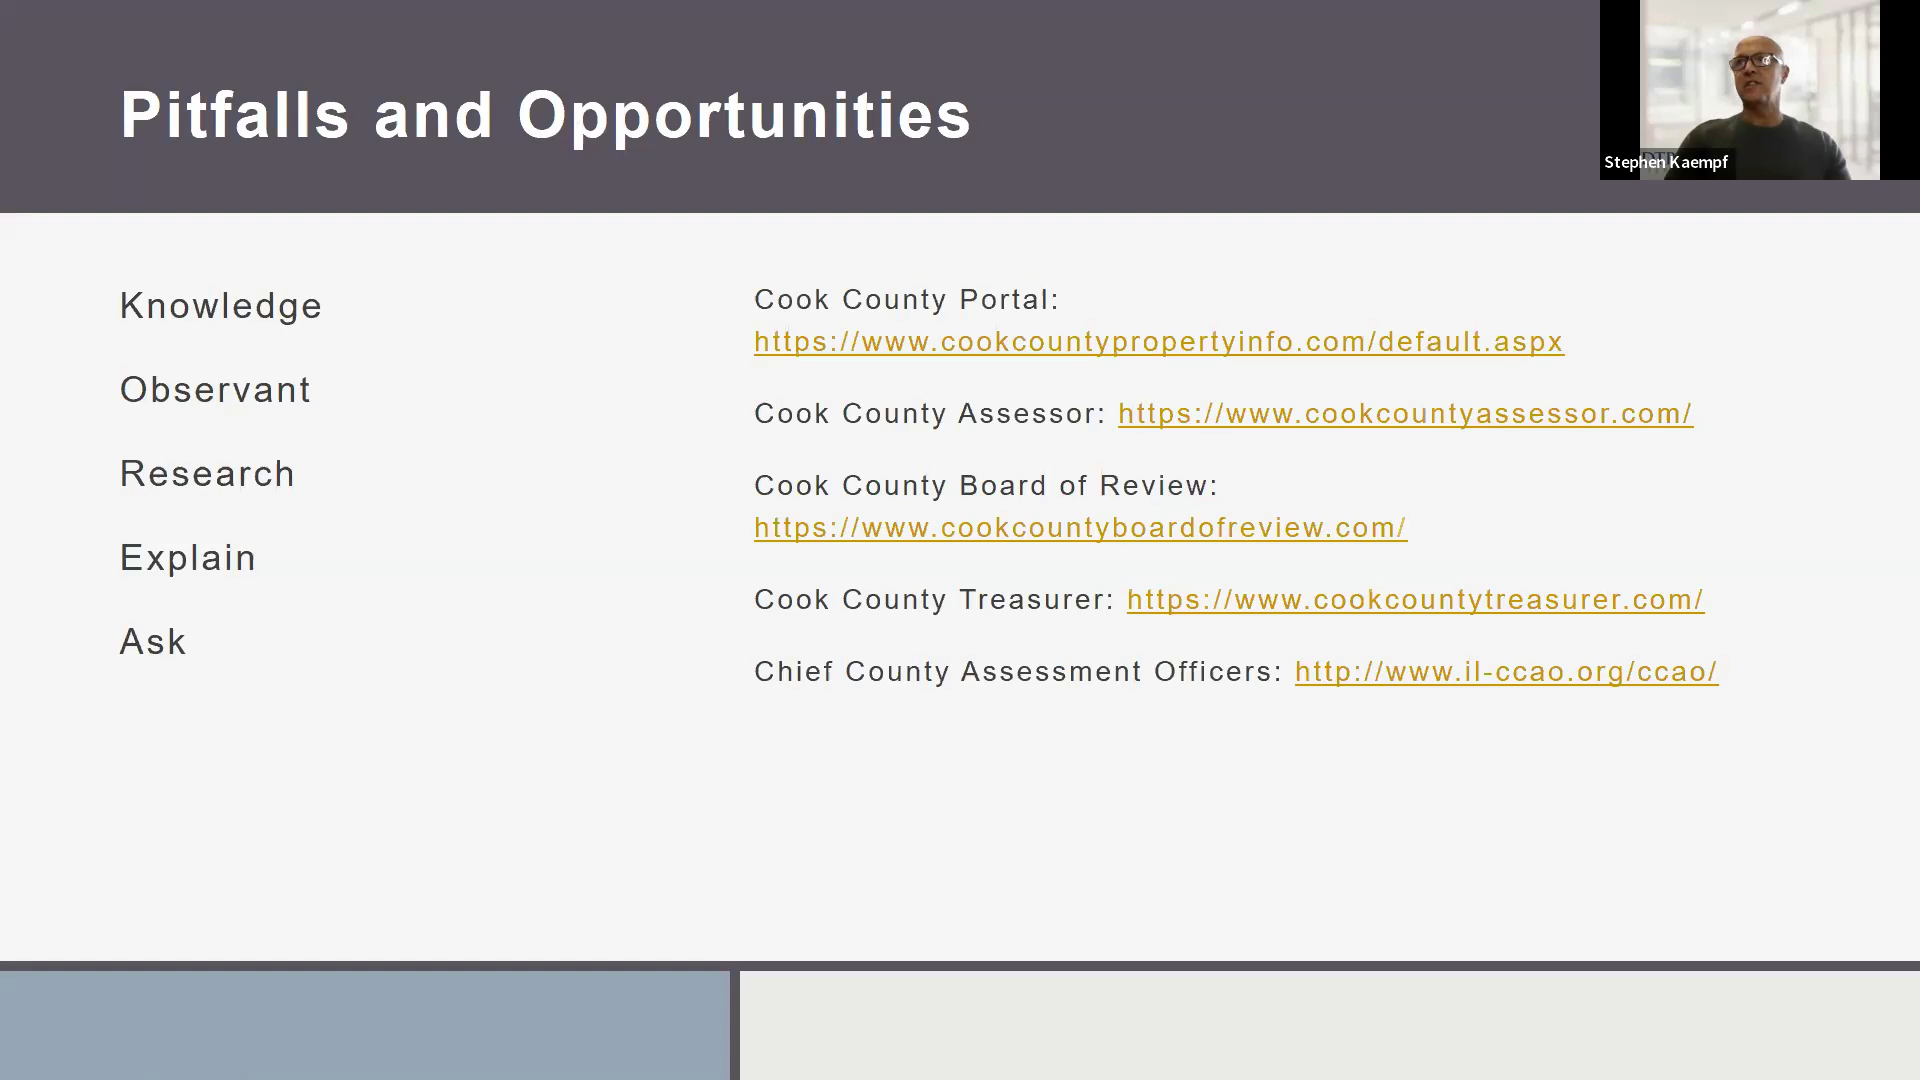 Pitfalls and Opportunities
Stephen Kaempf
Knowledge
Observant
Research
Explain
Ask
Cook County Portal:
https://www.cookcountypropertyinfo.com/default.aspx
Cook County Assessor: https://www.cookcountyassessor.com/
Cook County Board of Review:
https://www.cookcountyboardofreview.com/
Cook County Treasurer: https://www.cookcountytreasurer.com/
Chief County Assessment Officers: http://www.il-ccao.org/ccao/